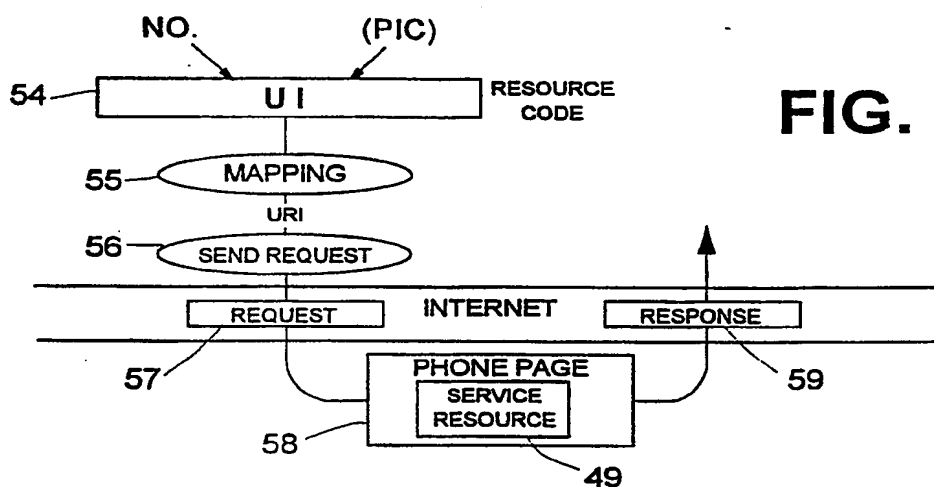 NO. (PIC)
54 UI RESOURCE CODE
55 MAPPING
URI
56 SEND REQUEST
REQUEST INTERNET RESPONSE
57 PHONE PAGE 59
SERVICE RESOURCE
58
49
FIG.